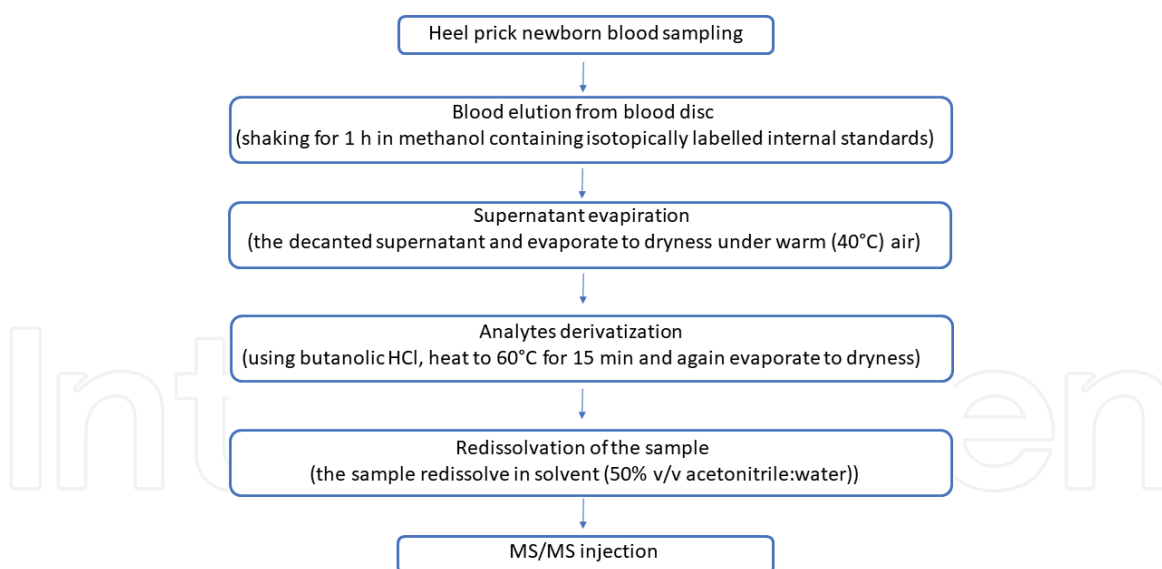 Heel prick newborn blood sampling
Blood elution from blood disc
(shaking for 1 h in methanol containing isotopically labelled internal standards)
Supernatant evapiration
(the decanted supernatant and evaporate to dryness under warm (40°C) air)
Analytes derivatization
(using butanolic HCl, heat to 60°C for 15 min and again evaporate to dryness)
Redissolvation of the sample
(the sample redissolve in solvent (50% v/v acetonitrile:water))
MS/MS injection